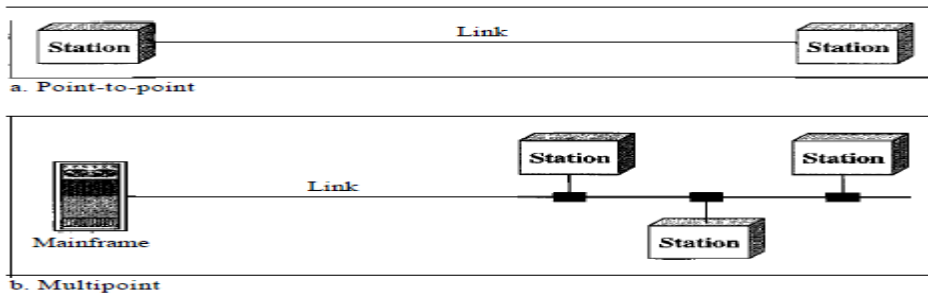 Link
Station Station
a. Point-to-point
Station Station
Link
Mainframe Station
b. Multipoint